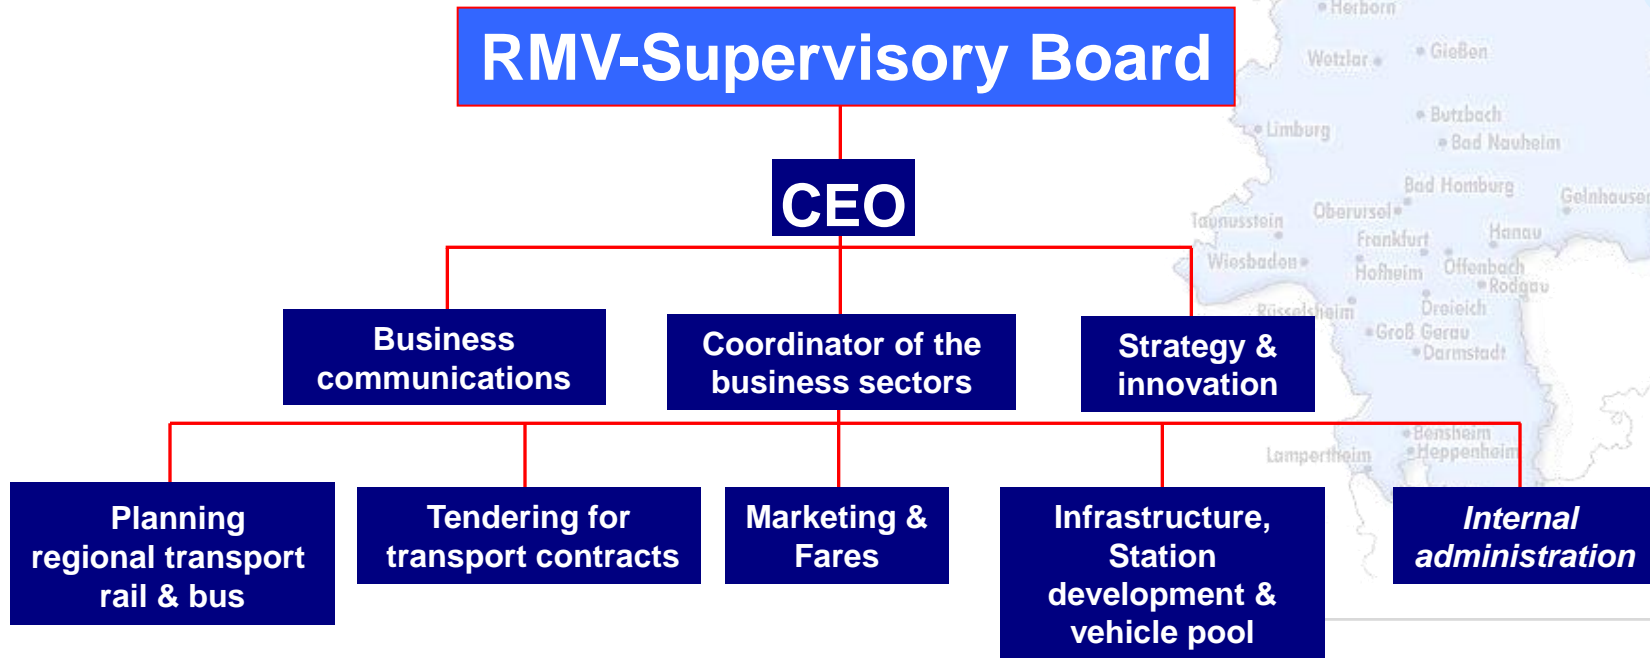 RMV-Supervisory Board
CEO
Business
communications
Coordinator of the
business sectors
Strategy &
innovation
Planning
regional transport
rail & bus
Tendering for
transport contracts
Marketing &
Fares
Infrastructure,
Station
development &
vehicle pool
Internal
administration
Herborn
Wetzlar
Gießen
Butzbach
Limburg
Bad Nauheim
Bad Homburg
Gelnhausen
Oberursel
Taunusstein
Frankfurt
Hanau
Wiesbaden
Hofheim
Offenbach
Rodgau
Rüsselsheim
Dreieich
Groß Gerau
Darmstadt
Bensheim
Heppenheim
Lampertheim